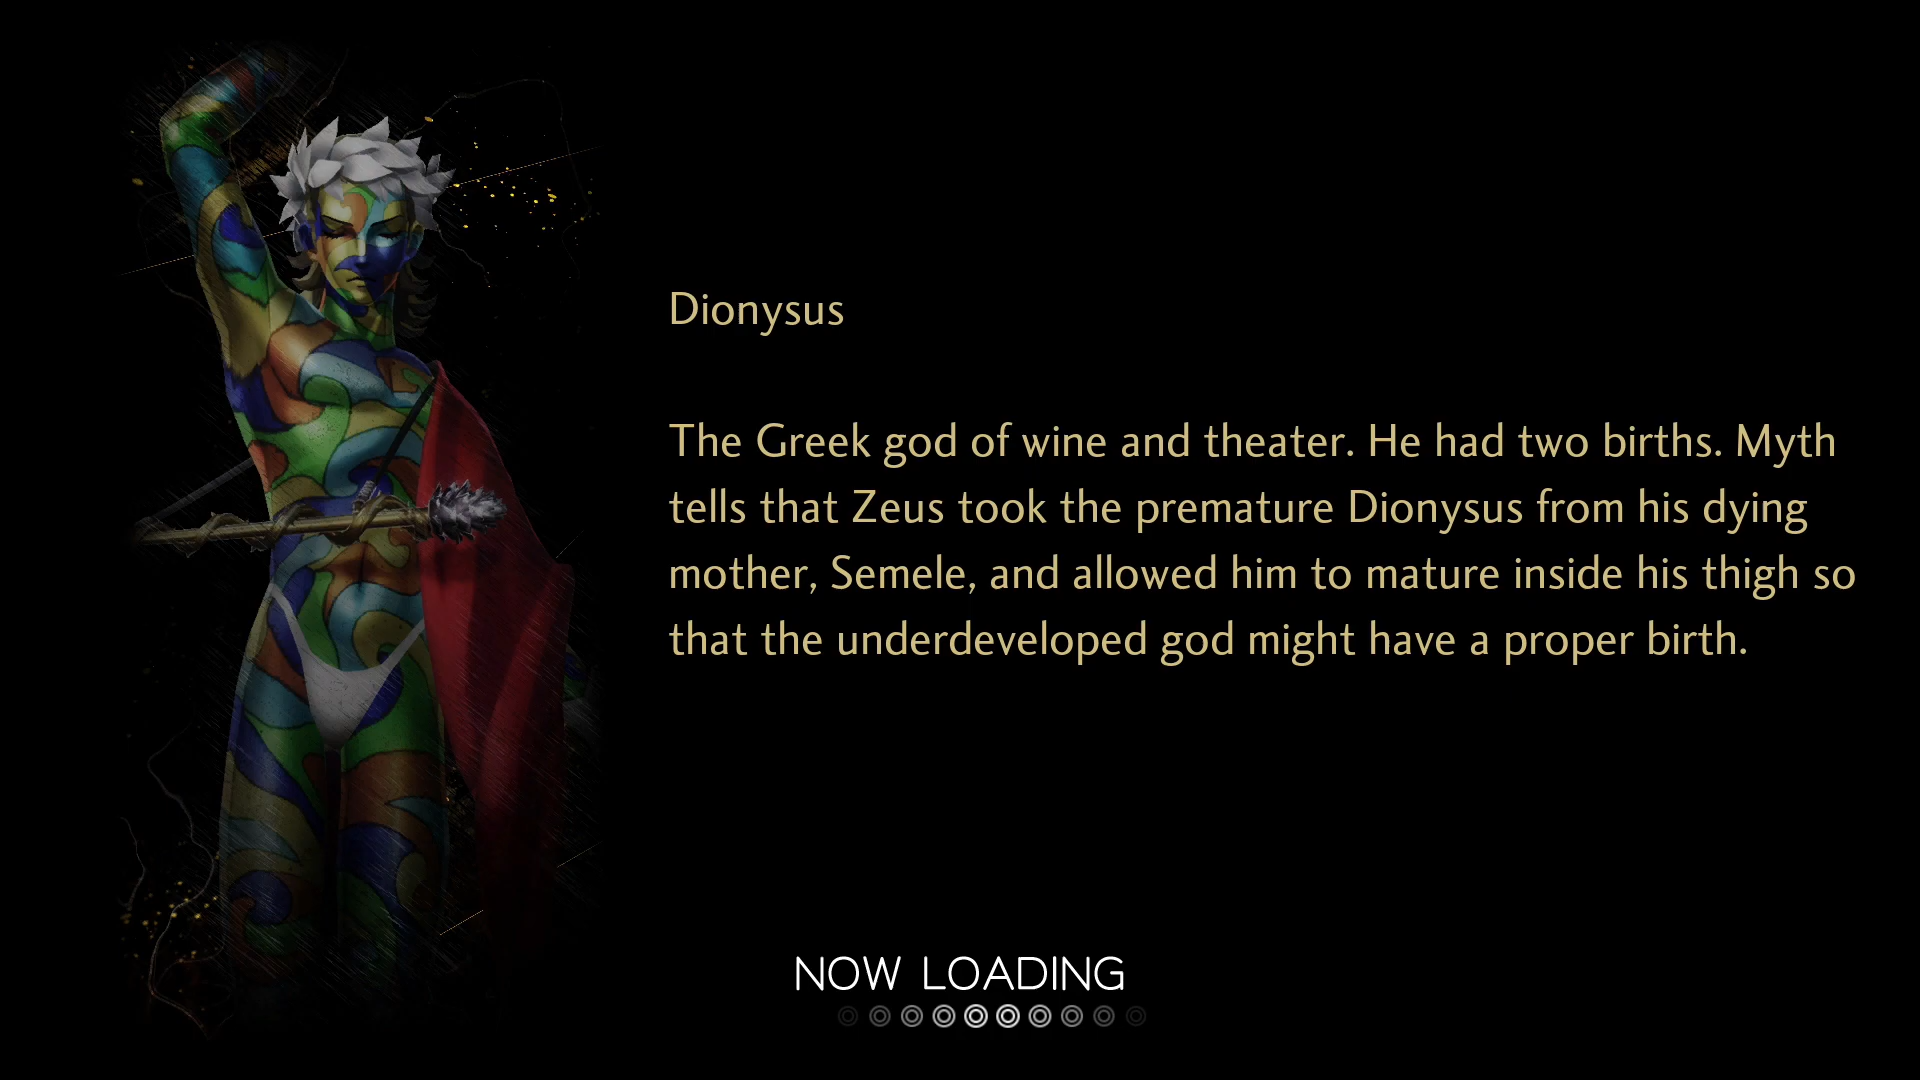 Dionysus
The Greek god of wine and theater. He had two births. Myth
tells that Zeus took the premature Dionysus from his dying
mother, Semele, and allowed him to mature inside his thigh so
that the underdeveloped god might have a proper birth.
NOW LOADING